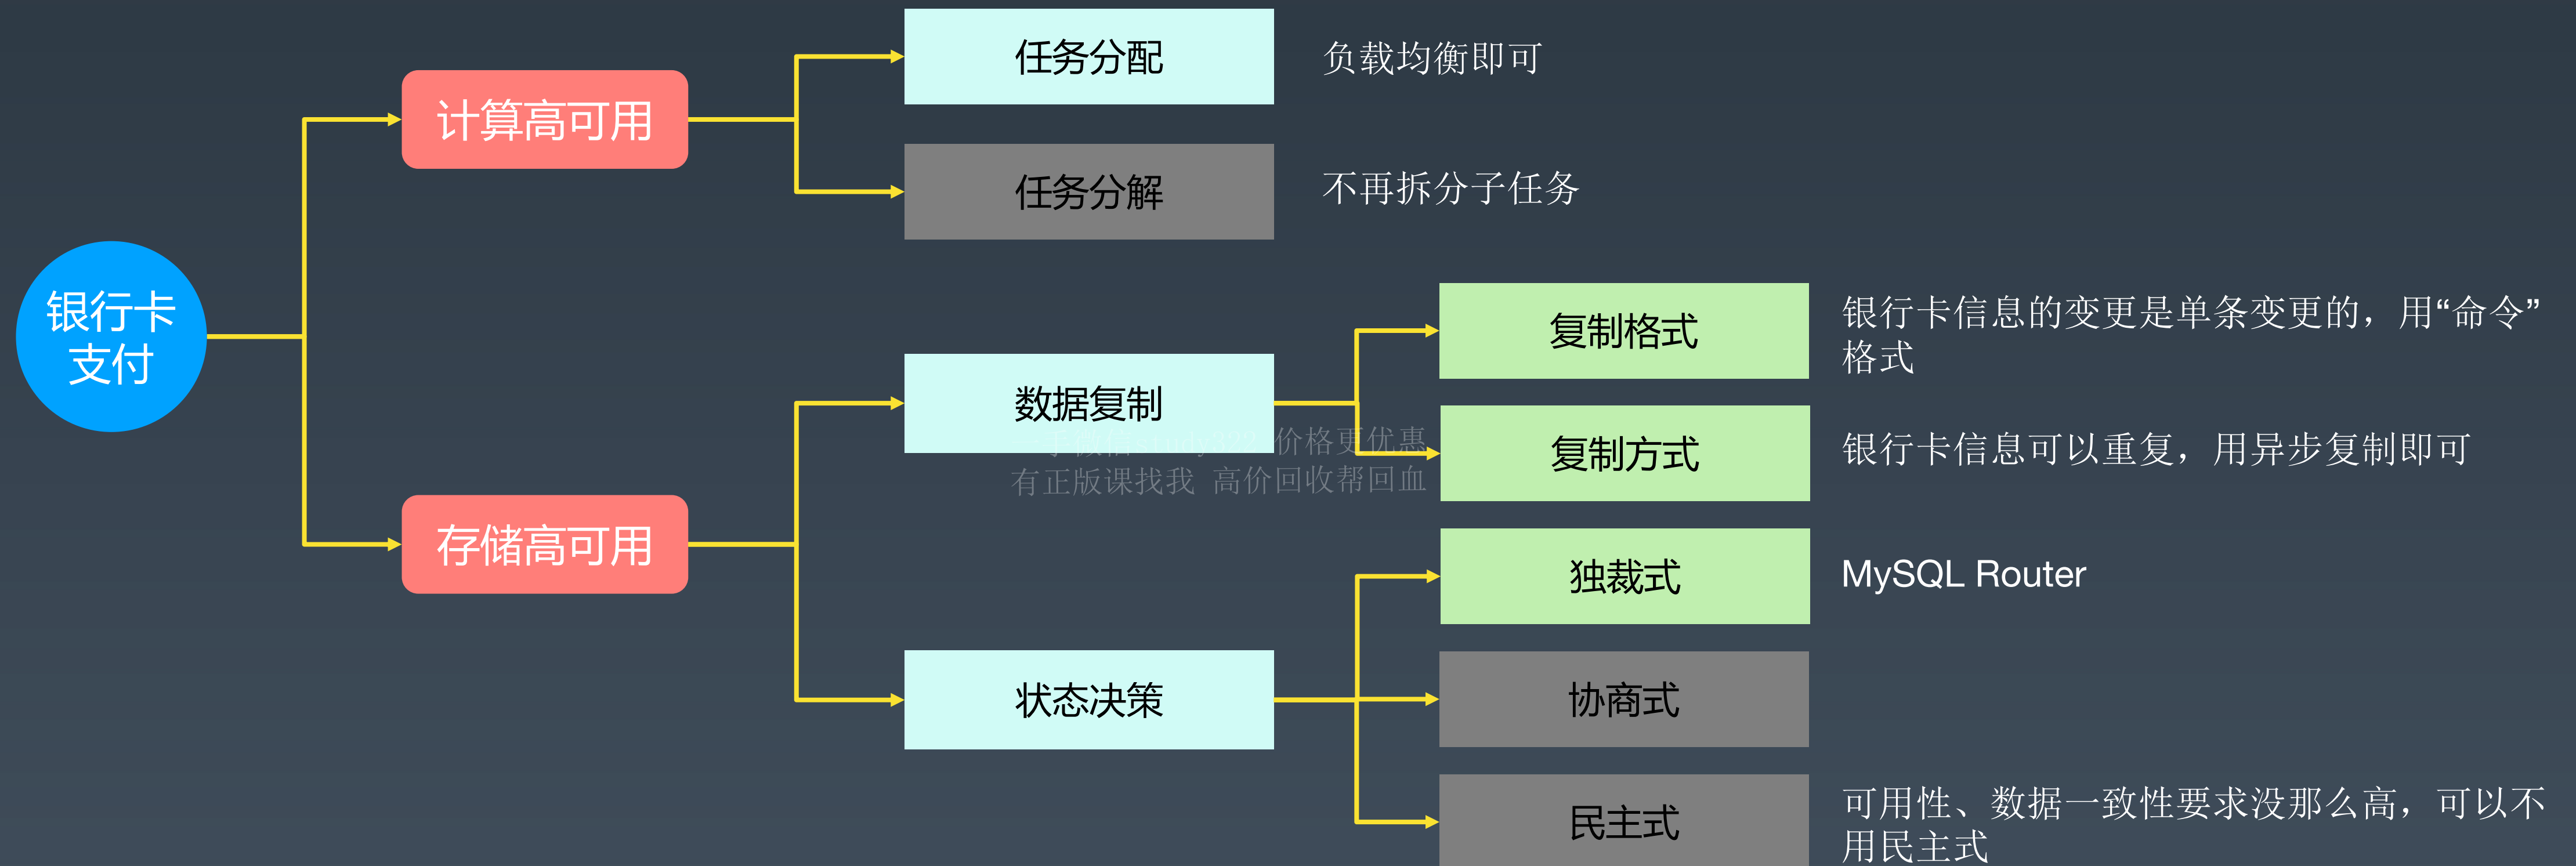 任务分配
负载均衡即可
计算高可用
任务分解
不再拆分子任务
银行卡
支付
复制格式
银行卡信息的变更是单条变更的，用“命令”
格式
数据复制
复制方式
银行卡信息可以重复，用异步复制即可
价格更优惠
有正版课找我 高价回收帮回血
存储高可用
独裁式
MySQL Router
状态决策
协商式
民主式
可用性、数据一致性要求没那么高，可以不
用民主式